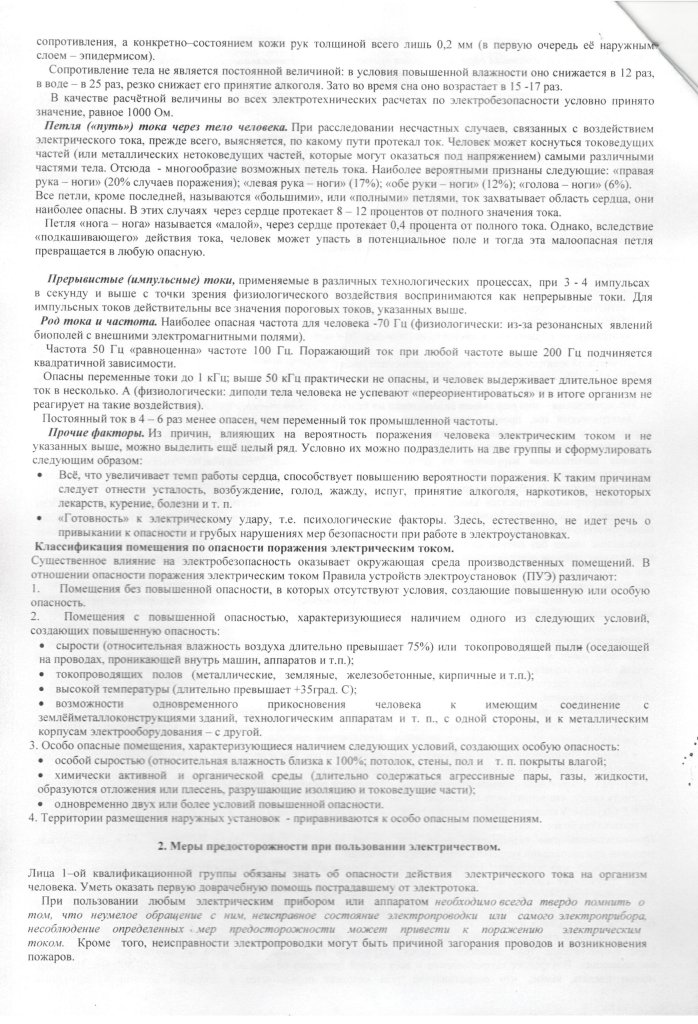 сопротивления, а конкретно–состоянием кожи рук толщиной всего лишь 0,2 мм (в первую очередь её наружным
слоем – эпидермисом).
Сопротивление тела не является постоянной величиной: в условия повышенной влажности оно снижается в 12 раз,
в воде – в 25 раз, резко снижает его принятие алкоголя. Зато во время сна оно возрастает в 15 -17 раз.
В качестве расчётной величины во всех электротехнических расчетах по электробезопасности условно принято
значение, равное 1000 Ом.
Петля («путь») тока через тело человека. При расследовании несчастных случаев, связанных с воздействием
электрического тока, прежде всего, выясняется, по какому пути протекал ток. Человек может коснуться токоведущих
частей (или металлических нетоковедущих частей, которые могут оказаться под напряжением) самыми различными
частями тела. Отсюда - многообразие возможных петель тока. Наиболее вероятными признаны следующие: «правая
рука – ноги» (20% случаев поражения); «левая рука – ноги» (17%); «обе руки – ноги» (12%); «голова – ноги» (6%).
Все петли, кроме последней, называются «большими», или «полными» петлями, ток захватывает область сердца, они
наиболее опасны. В этих случаях через сердце протекает 8 – 12 процентов от полного значения тока.
Петля «нога – нога» называется «малой», через сердце протекает 0,4 процента от полного тока. Однако, вследствие
«подкашивающего» действия тока, человек может упасть в потенциальное поле и тогда эта малоопасная петля
превращается в любую опасную.
Прерывистые (импульсные) токи, применяемые в различных технологических процессах, при 3 - 4 импульсах
в секунду и выше с точки зрения физиологического воздействия воспринимаются как непрерывные токи. Для
импульсных токов действительны все значения пороговых токов, указанных выше.
Род тока и частота. Наиболее опасная частота для человека -70 Гц (физиологически: из-за резонансных явлений
биополей с внешними электромагнитными полями).
Частота 50 Гц «равноценна» частоте 100 Гц. Поражающий ток при любой частоте выше 200 Гц подчиняется
квадратичной зависимости.
Опасны переменные токи до 1 кГц; выше 50 кГц практически не опасны, и человек выдерживает длительное время
ток в несколько. А (физиологически: диполи тела человека не успевают «переориентироваться» и в итоге организм не
реагирует на такие воздействия).
Постоянный ток в 4 – 6 раз менее опасен, чем переменный ток промышленной частоты.
Прочие факторы. Из причин, влияющих на вероятность поражения человека электрическим током и не
указанных выше, можно выделить ещё целый ряд. Условно их можно подразделить на две группы и сформулировать
следующим образом:
• Всё, что увеличивает темп работы сердца, способствует повышению вероятности поражения. К таким причинам
следует отнести усталость, возбуждение, голод, жажду, испуг, принятие алкоголя, наркотиков, некоторых
лекарств, курение, болезни и т. п.
• «Готовность» к электрическому удару, т.е. психологические факторы. Здесь, естественно, не идет речь о
привыкании к опасности и грубых нарушениях мер безопасности при работе в электроустановках.
Классификация помещения по опасности поражения электрическим током.
Существенное влияние на электробезопасность оказывает окружающая среда производственных помещений. В
отношении опасности поражения электрическим током Правила устройств электроустановок (ПУЭ) различают:
1. Помещения без повышенной опасности, в которых отсутствуют условия, создающие повышенную или особую
опасность.
2. Помещения с повышенной опасностью, характеризующиеся наличием одного из следующих условий,
создающих повышенную опасность:
• сырости (относительная влажность воздуха длительно превышает 75%) или токопроводящей пыли (оседающей
на проводах, проникающей внутрь машин, аппаратов и т.п.);
• токопроводящих полов (металлические, земляные, железобетонные, кирпичные и т.п.);
• высокой температуры (длительно превышает +35град. С);
• возможности одновременного прикосновения человека к имеющим соединение с
землёйметаллоконструкциями зданий, технологическим аппаратам и т. п., с одной стороны, и к металлическим
корпусам электрооборудования – с другой.
3. Особо опасные помещения, характеризующиеся наличием следующих условий, создающих особую опасность:
• особой сыростью (относительная влажность близка к 100%; потолок, стены, пол и т. п. покрыты влагой;
• химически активной и органической среды (длительно содержаться агрессивные пары, газы, жидкости,
образуются отложения или плесень, разрушающие изоляцию и токоведущие части);
• одновременно двух или более условий повышенной опасности.
4. Территории размещения наружных установок - приравниваются к особо опасным помещениям.
2. Меры предосторожности при пользовании электричеством.
Лица 1–ой квалификационной группы обязаны знать об опасности действия электрического тока на организм
человека. Уметь оказать первую доврачебную помощь пострадавшему от электротока.
При пользовании любым электрическим прибором или аппаратом необходимо всегда твердо помнить о
том, что неумелое обращение с ним, неисправное состояние электропроводки или самого электроприбора,
несоблюдение определенных мер предосторожности может привести к поражению электрическим
током. Кроме того, неисправности электропроводки могут быть причиной загорания проводов и возникновения
пожаров.